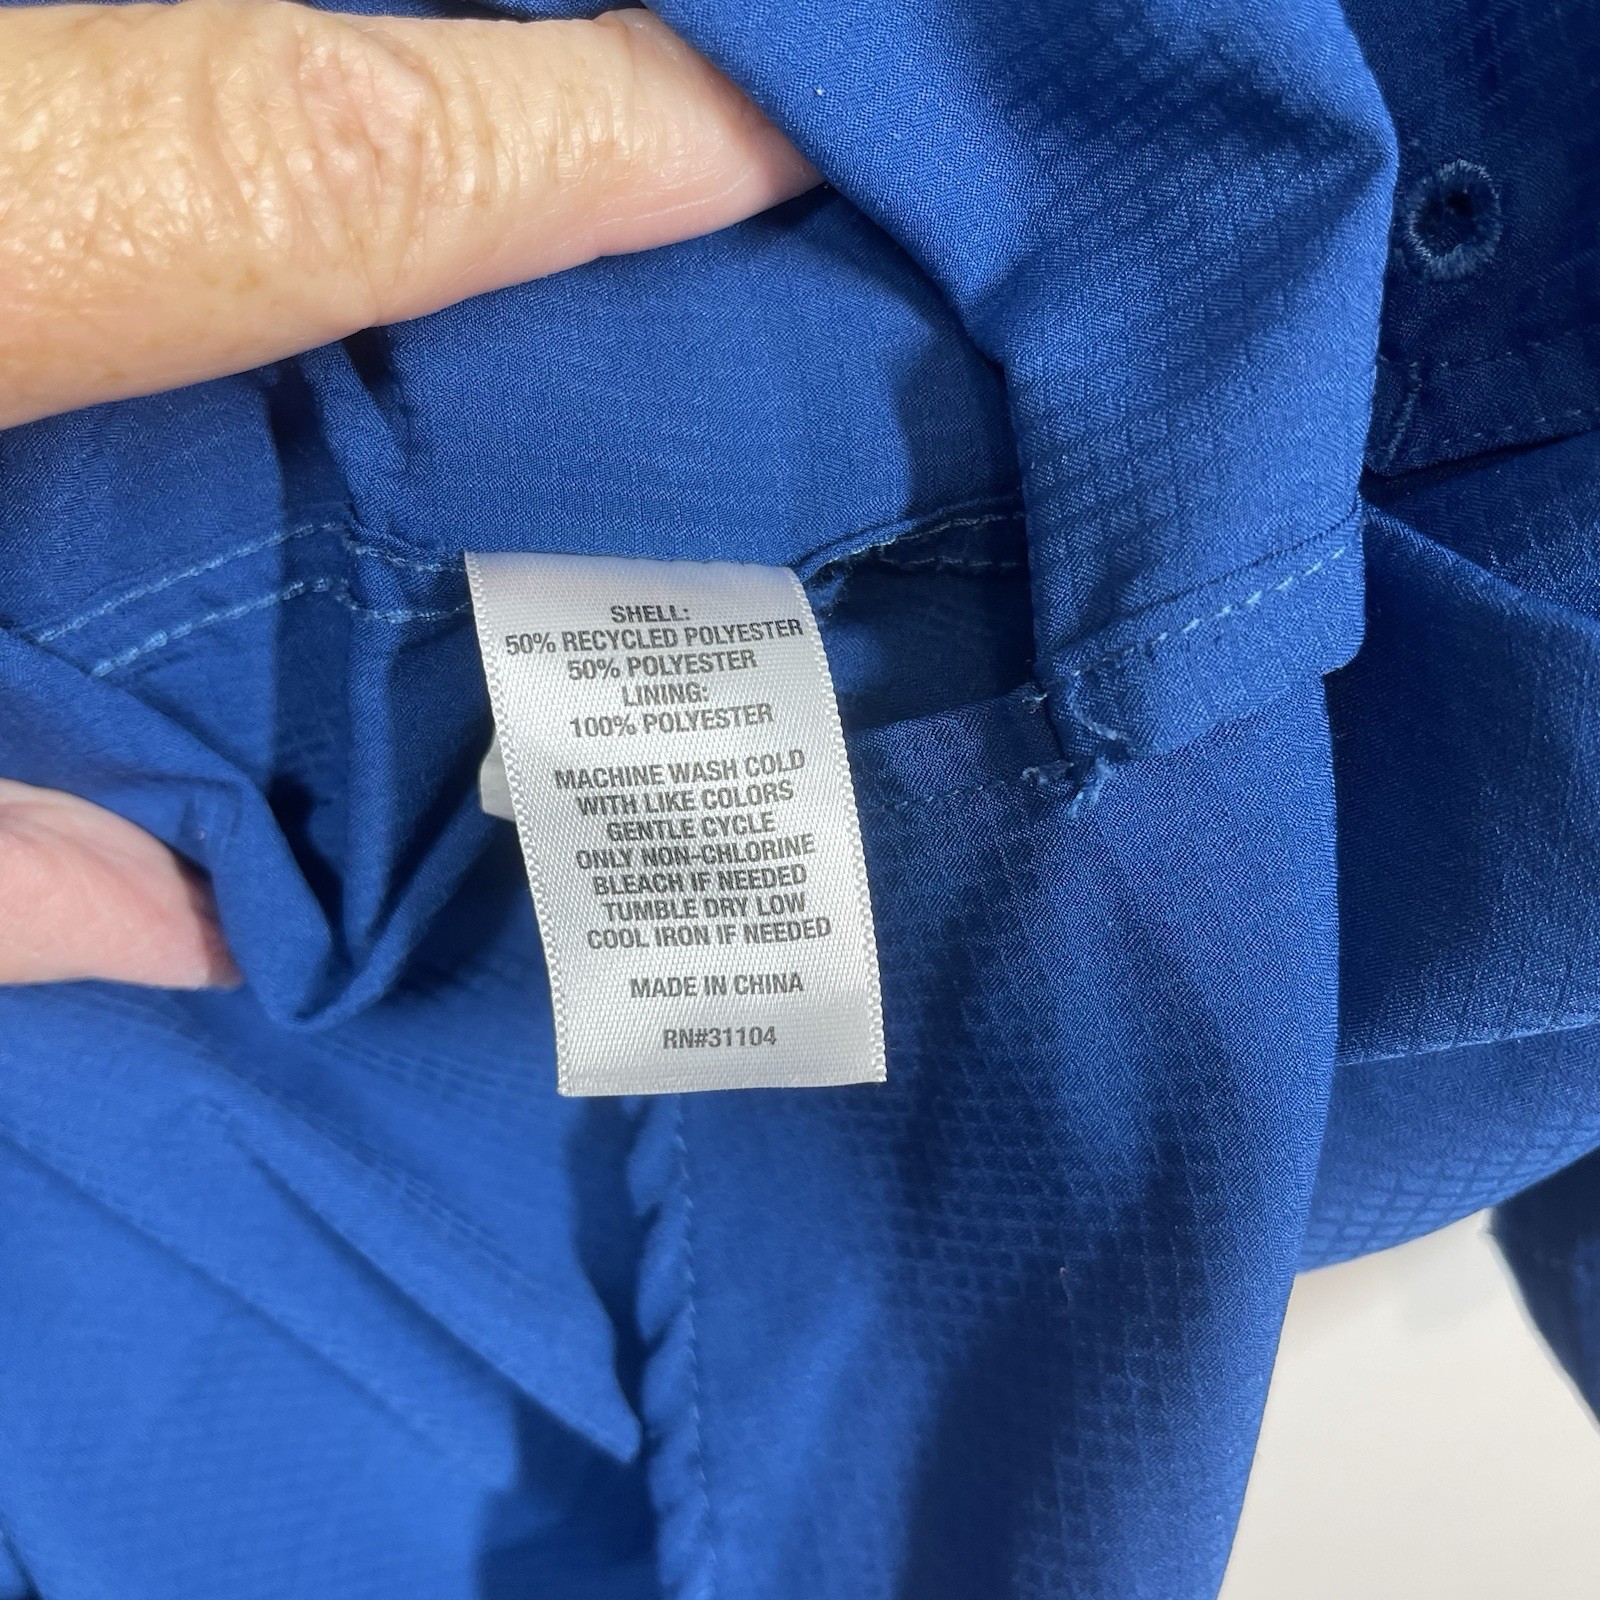 SHELL:
50% RECYCLED POLYESTER
50% POLYESTER
LINING:
100% POLYESTER
MACHINE WASH COLD
WITH LIKE COLORS
GENTLE CYCLE
ONLY NON-CHLORINE
BLEACH IF NEEDED
TUMBLE DRY LOW
COOL IRON IF NEEDED
MADE IN CHINA
RN#31104